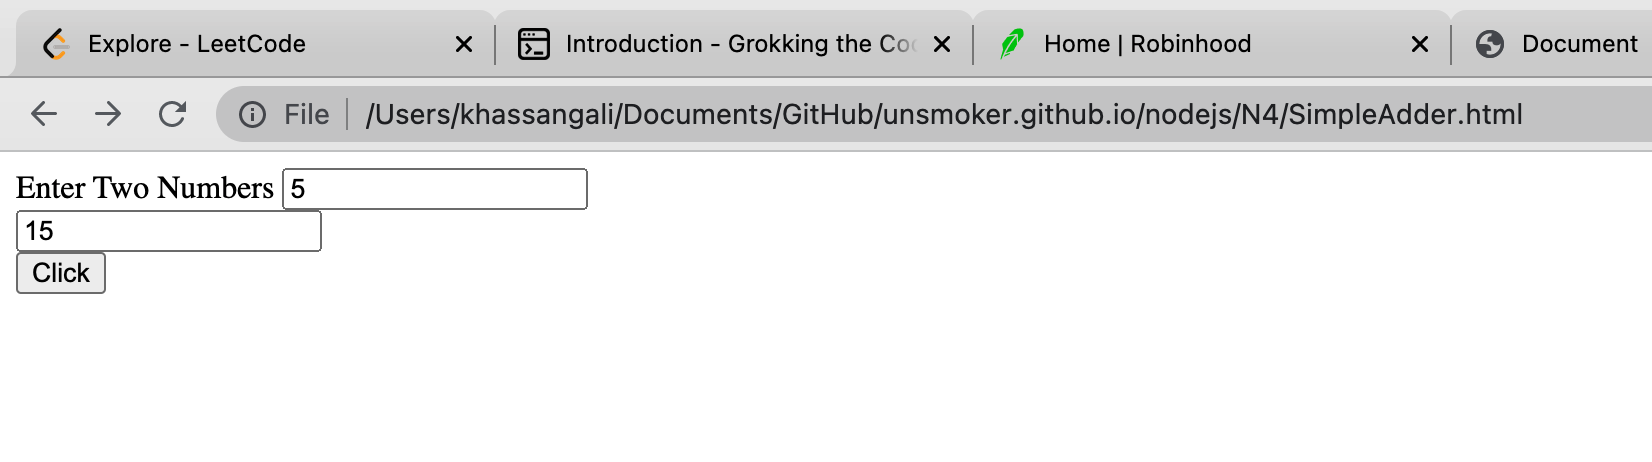 Explore - LeetCode
Introduction - Grokking the Co
Home | Robinhood
Document
File /Users/khassangali/Documents/GitHub/unsmoker.github.io/nodejs/N4/SimpleAdder.html
Enter Two Numbers 5
15
Click